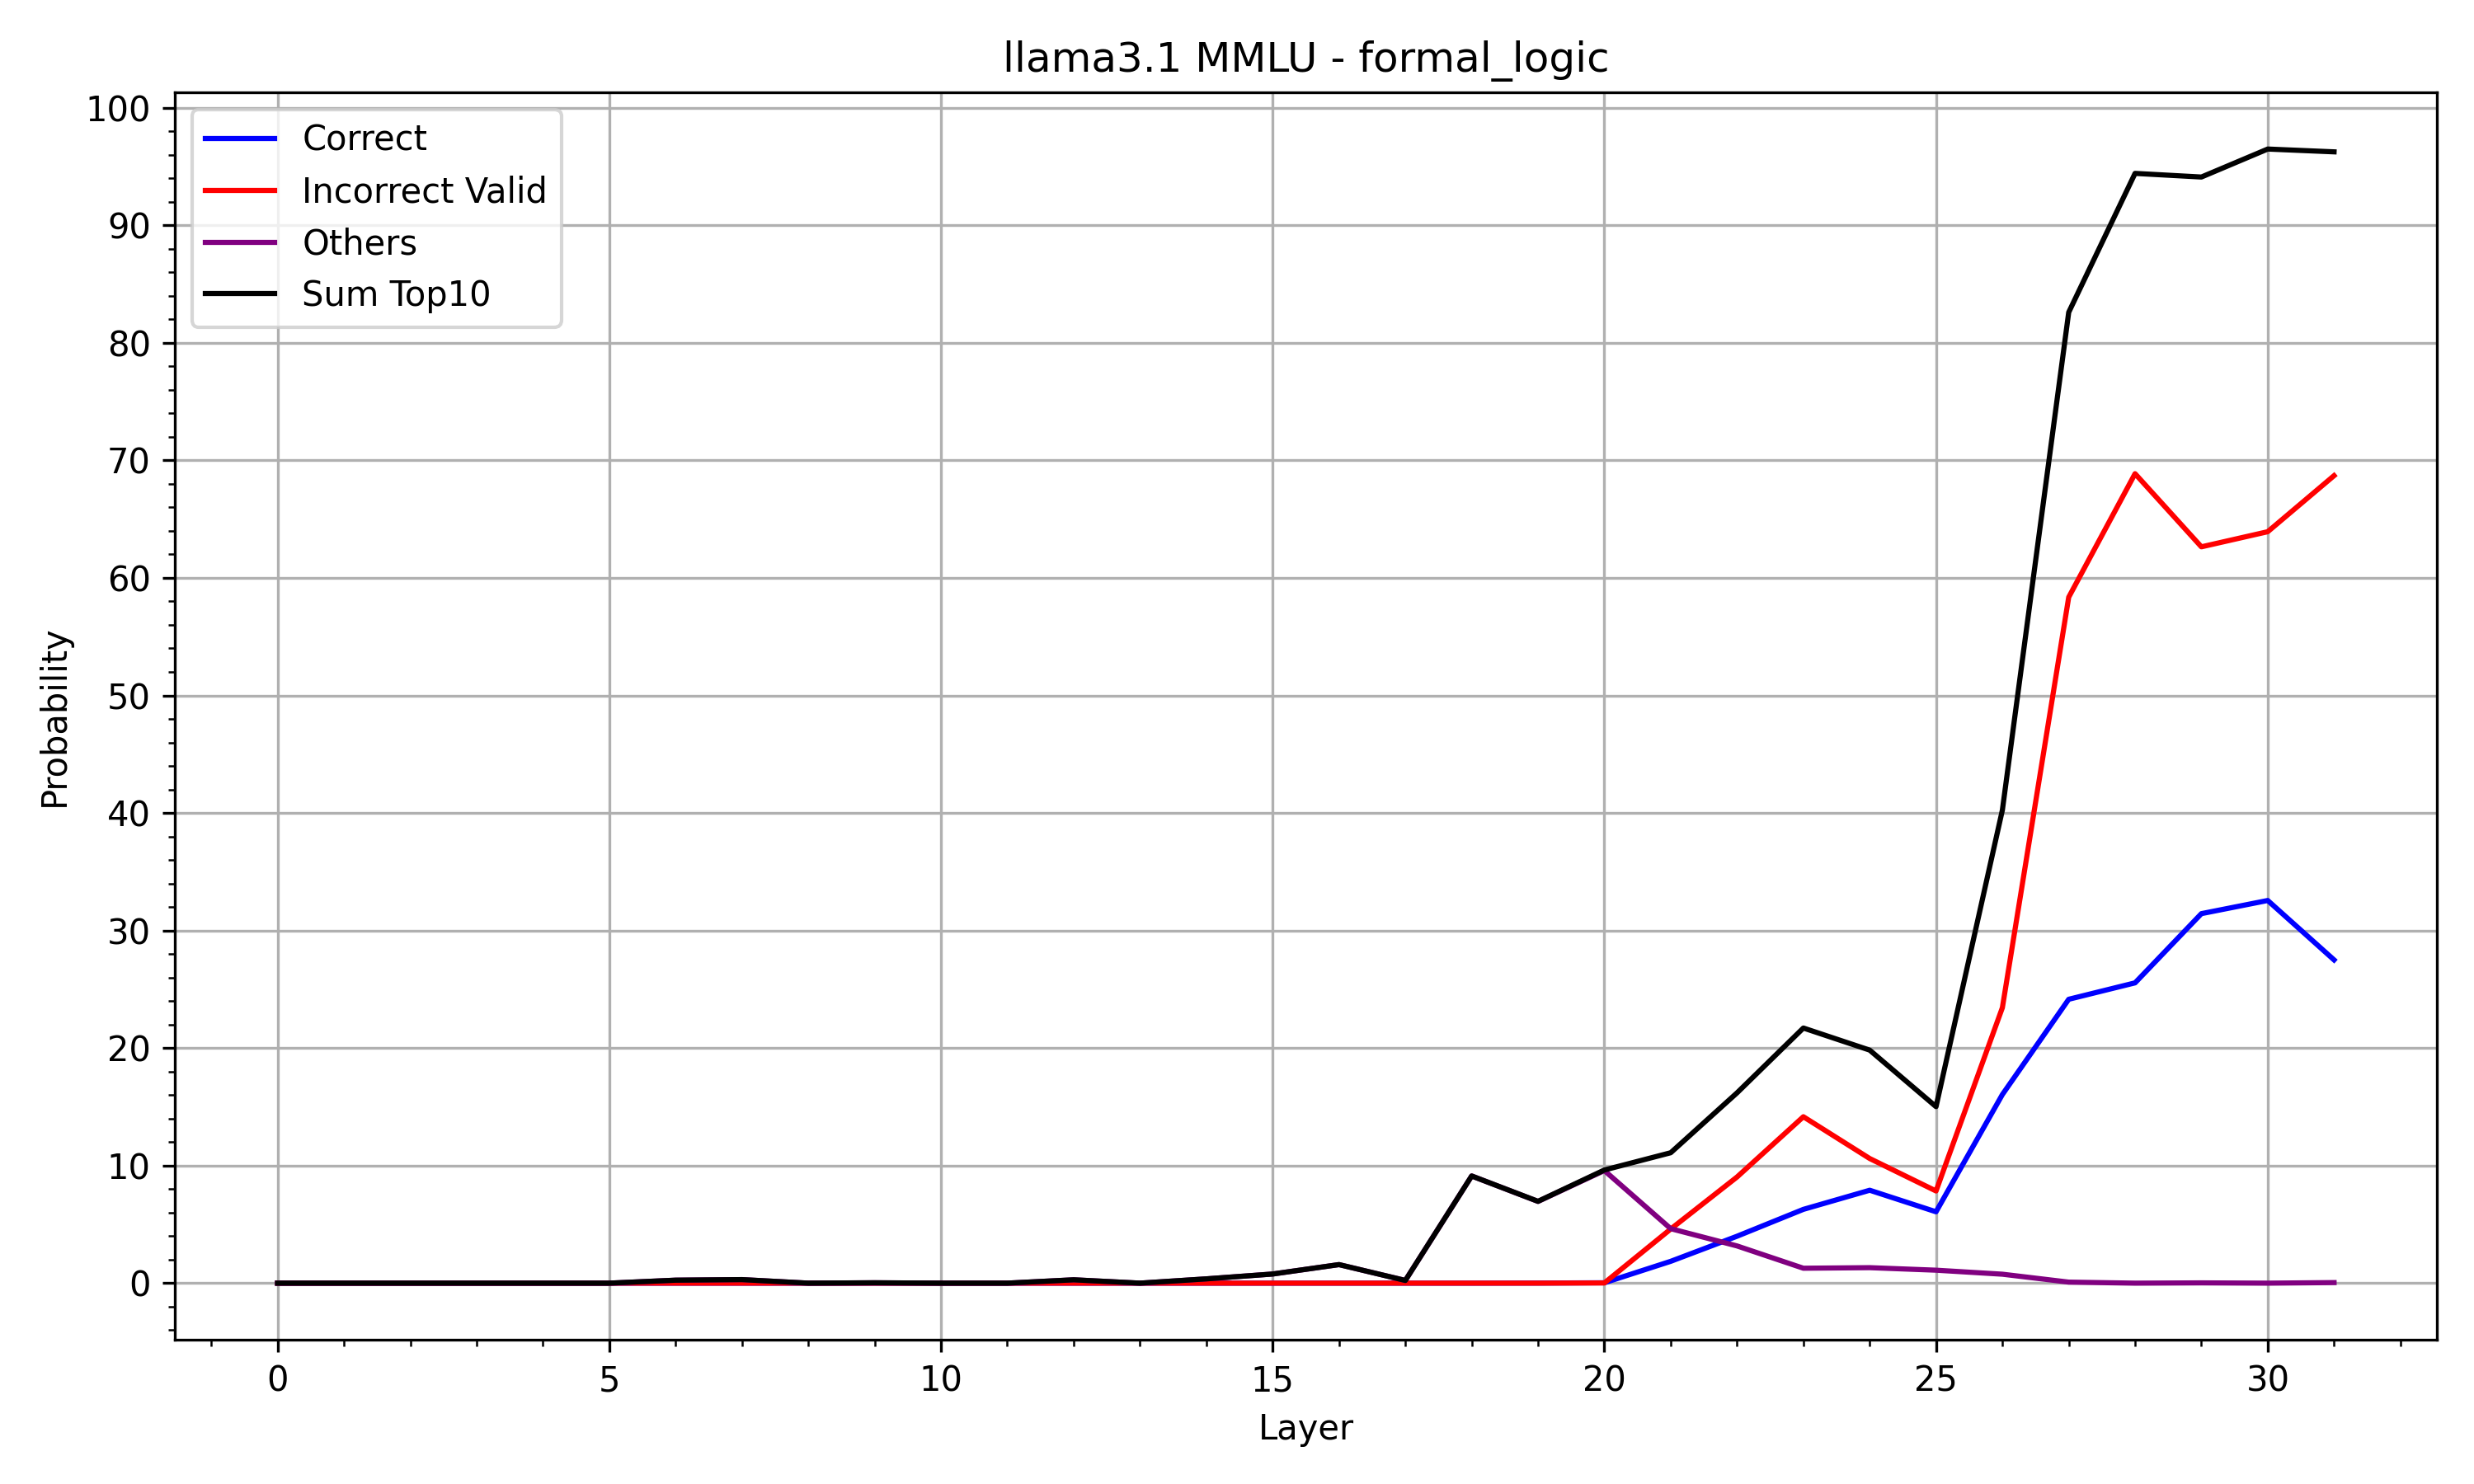 llama3.1 MMLU - formal_logic
Correct
Incorrect Valid
Others
Sum Top10
100
90
80
70
60
50
40
30
20
10
0
Probability
0 5 10 15 20 25 30
Layer